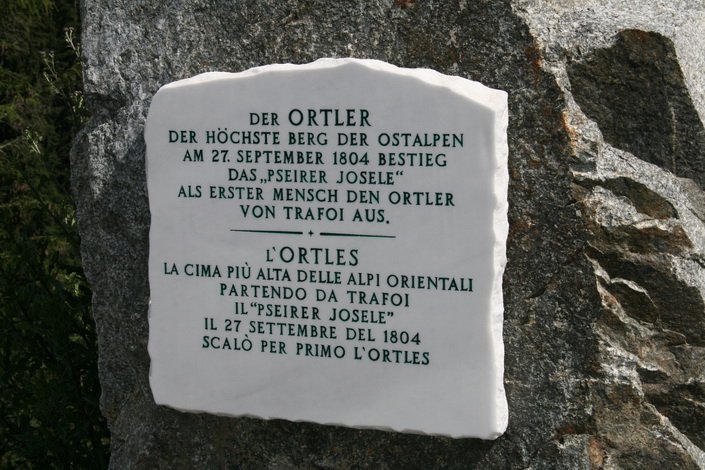 DER ORTLER
DER HÖCHSTE BERG DER OSTALPEN
AM 27. SEPTEMBER 1804 BESTIEG
DAS „PSEIRER JOSELE“
ALS ERSTER MENSCH DEN ORTLER
VON TRAFOI AUS.
L`ORTLES
LA CIMA PIÙ ALTA DELLE ALPI ORIENTALI
PARTENDO DA TRAFOI
IL "PSEIRER JOSELE"
IL 27 SETTEMBRE DEL 1804
SCALÒ PER PRIMO L`ORTLES